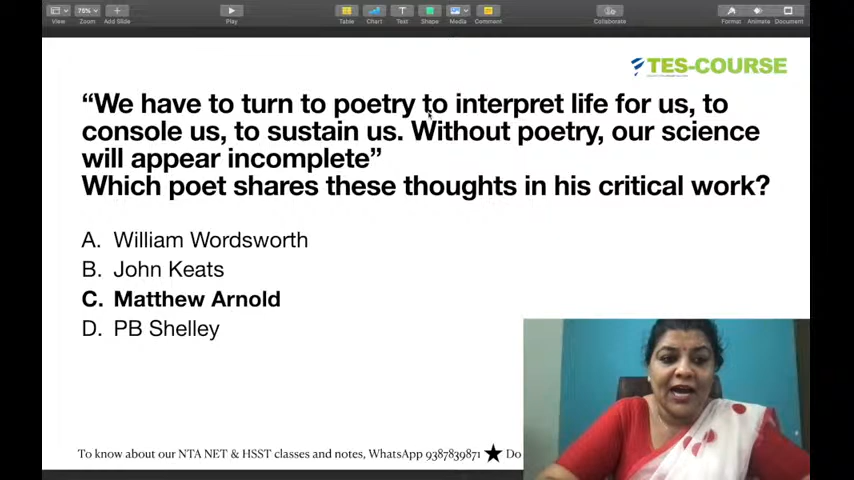 View
75%
Zoom
Add Slide
Play
Table
Chart
Text
Shape
Media
Comment
Collaborate
Format
Animate
Document
TES-COURSE
“We have to turn to poetry to interpret life for us, to
console us, to sustain us. Without poetry, our science
will appear incomplete”
Which poet shares these thoughts in his critical work?
A. William Wordsworth
B. John Keats
C. Matthew Arnold
D. PB Shelley
To know about our NTA NET & HSST classes and notes, WhatsApp 9387839871 ★ Do